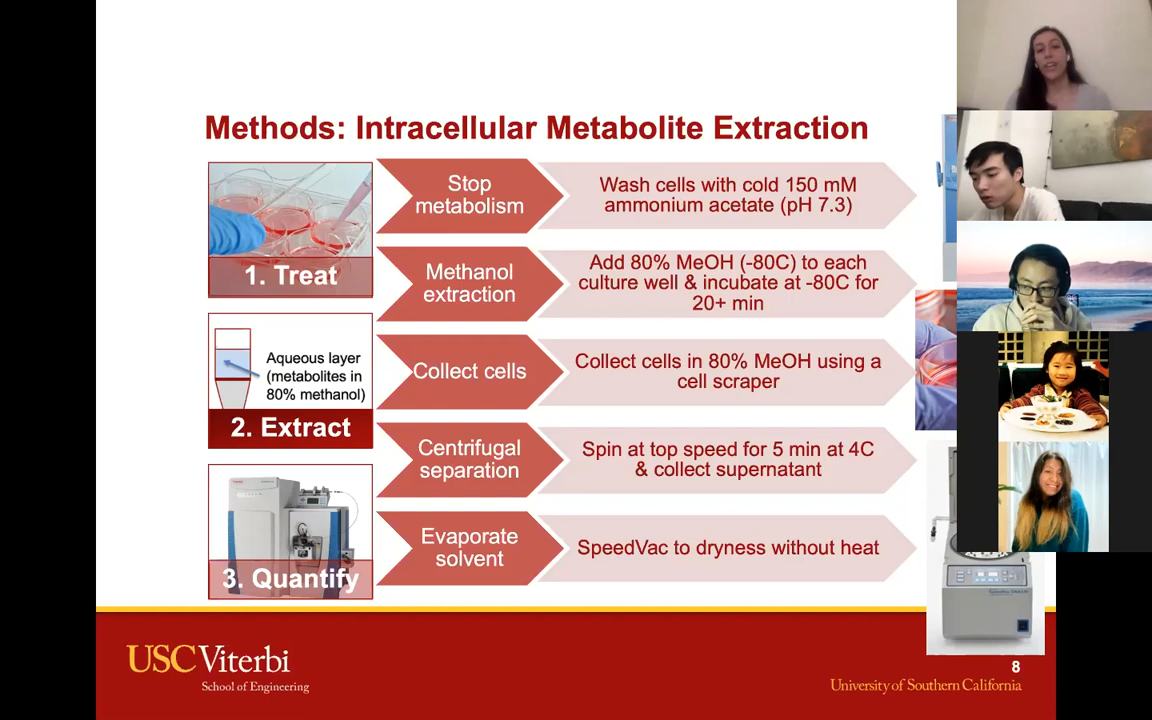 Methods: Intracellular Metabolite Extraction
1. Treat
Aqueous layer
(metabolites in
80% methanol)
2. Extract
3. Quantify
Stop
metabolism
Wash cells with cold 150 mM
ammonium acetate (pH 7.3)
Methanol
extraction
Add 80% MeOH (-80C) to each
culture well & incubate at -80C for
20+ min
Collect cells
Collect cells in 80% MeOH using a
cell scraper
Centrifugal
separation
Spin at top speed for 5 min at 4C
& collect supernatant
Evaporate
solvent
SpeedVac to dryness without heat
USC Viterbi
School of Engineering
8
University of Southern California